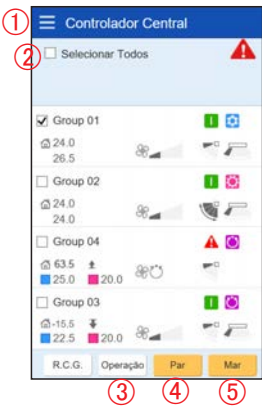 ① Controlador Central
② Selecionar Todos
Group 01
24.0
26.5
Group 02
24.0
24.0
Group 04
63.5
25.0 20.0
Group 03
-15.5
22.5 20.0
R.C.G. Operação Par Mar
③ ④ ⑤